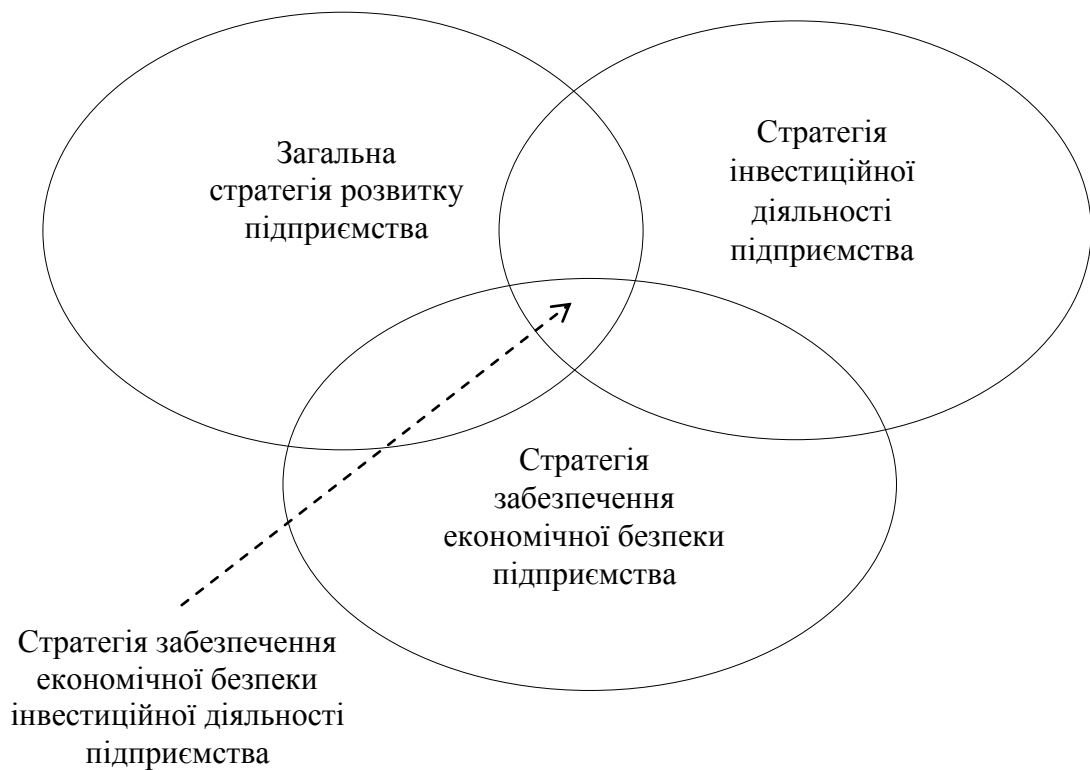 Загальна
стратегія розвитку
підприємства
Стратегія
інвестиційної
діяльності
підприємства
Стратегія
забезпечення
економічної безпеки
підприємства
Стратегія забезпечення
економічної безпеки
інвестиційної діяльності
підприємства